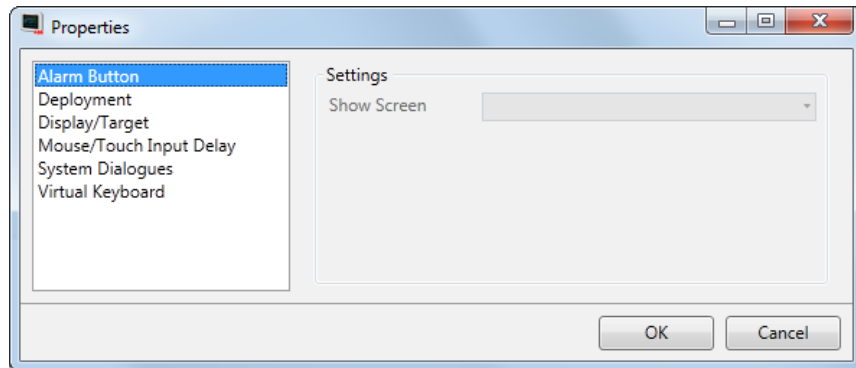 Properties
Alarm Button
Deployment
Display/Target
Mouse/Touch Input Delay
System Dialogues
Virtual Keyboard
Settings
Show Screen
OK
Cancel